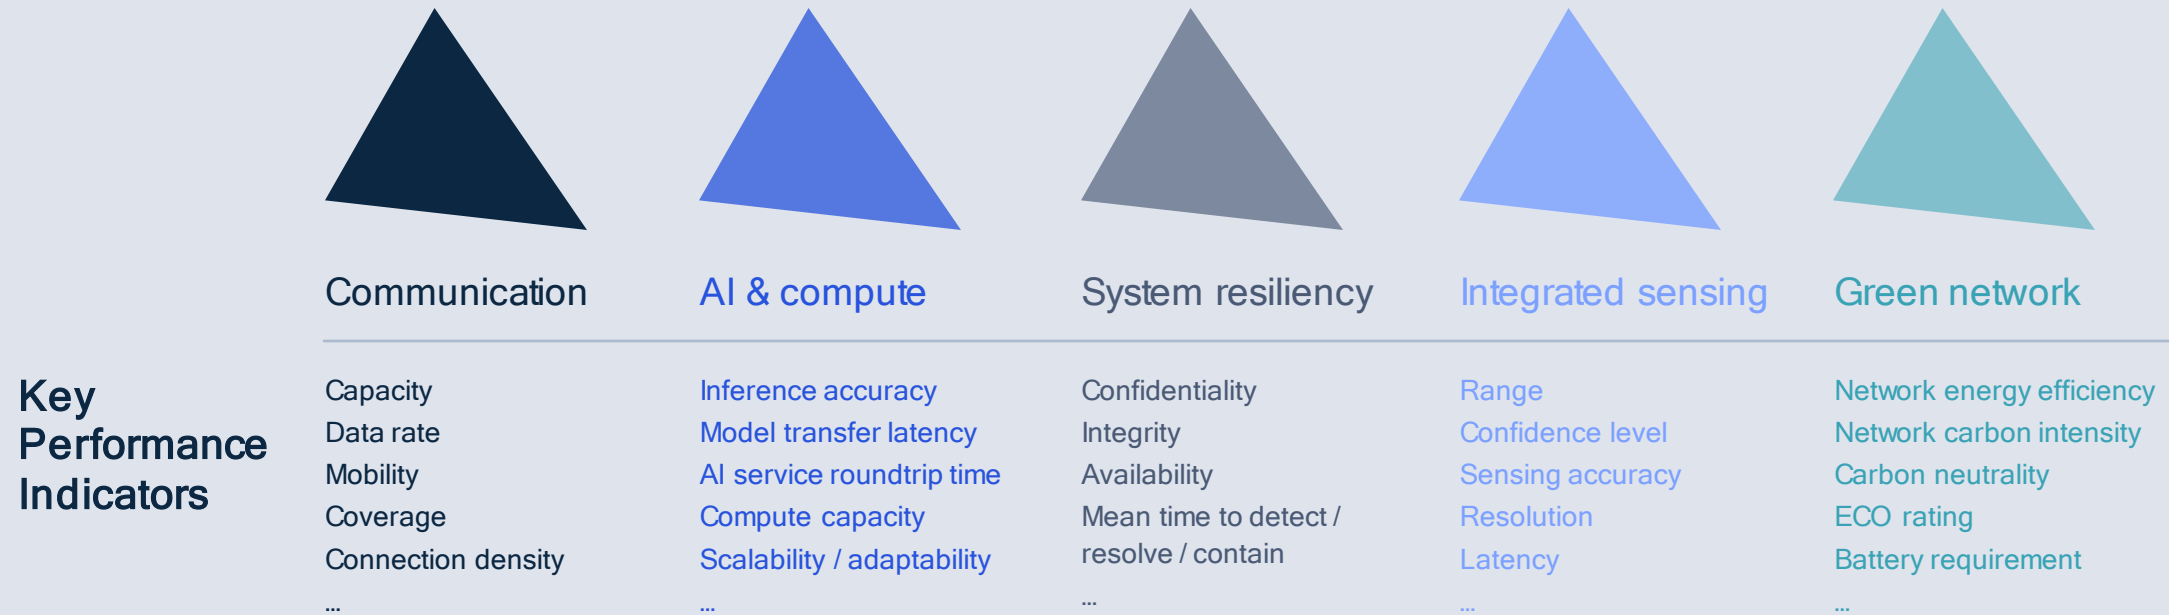 Communication
AI & compute
System resiliency
Integrated sensing
Green network
Key
Performance
Indicators
Capacity
Data rate
Mobility
Coverage
Connection density
...
Inference accuracy
Model transfer latency
AI service roundtrip time
Compute capacity
Scalability / adaptability
...
Confidentiality
Integrity
Availability
Mean time to detect /
resolve / contain
...
Range
Confidence level
Sensing accuracy
Resolution
Latency
...
Network energy efficiency
Network carbon intensity
Carbon neutrality
ECO rating
Battery requirement
...